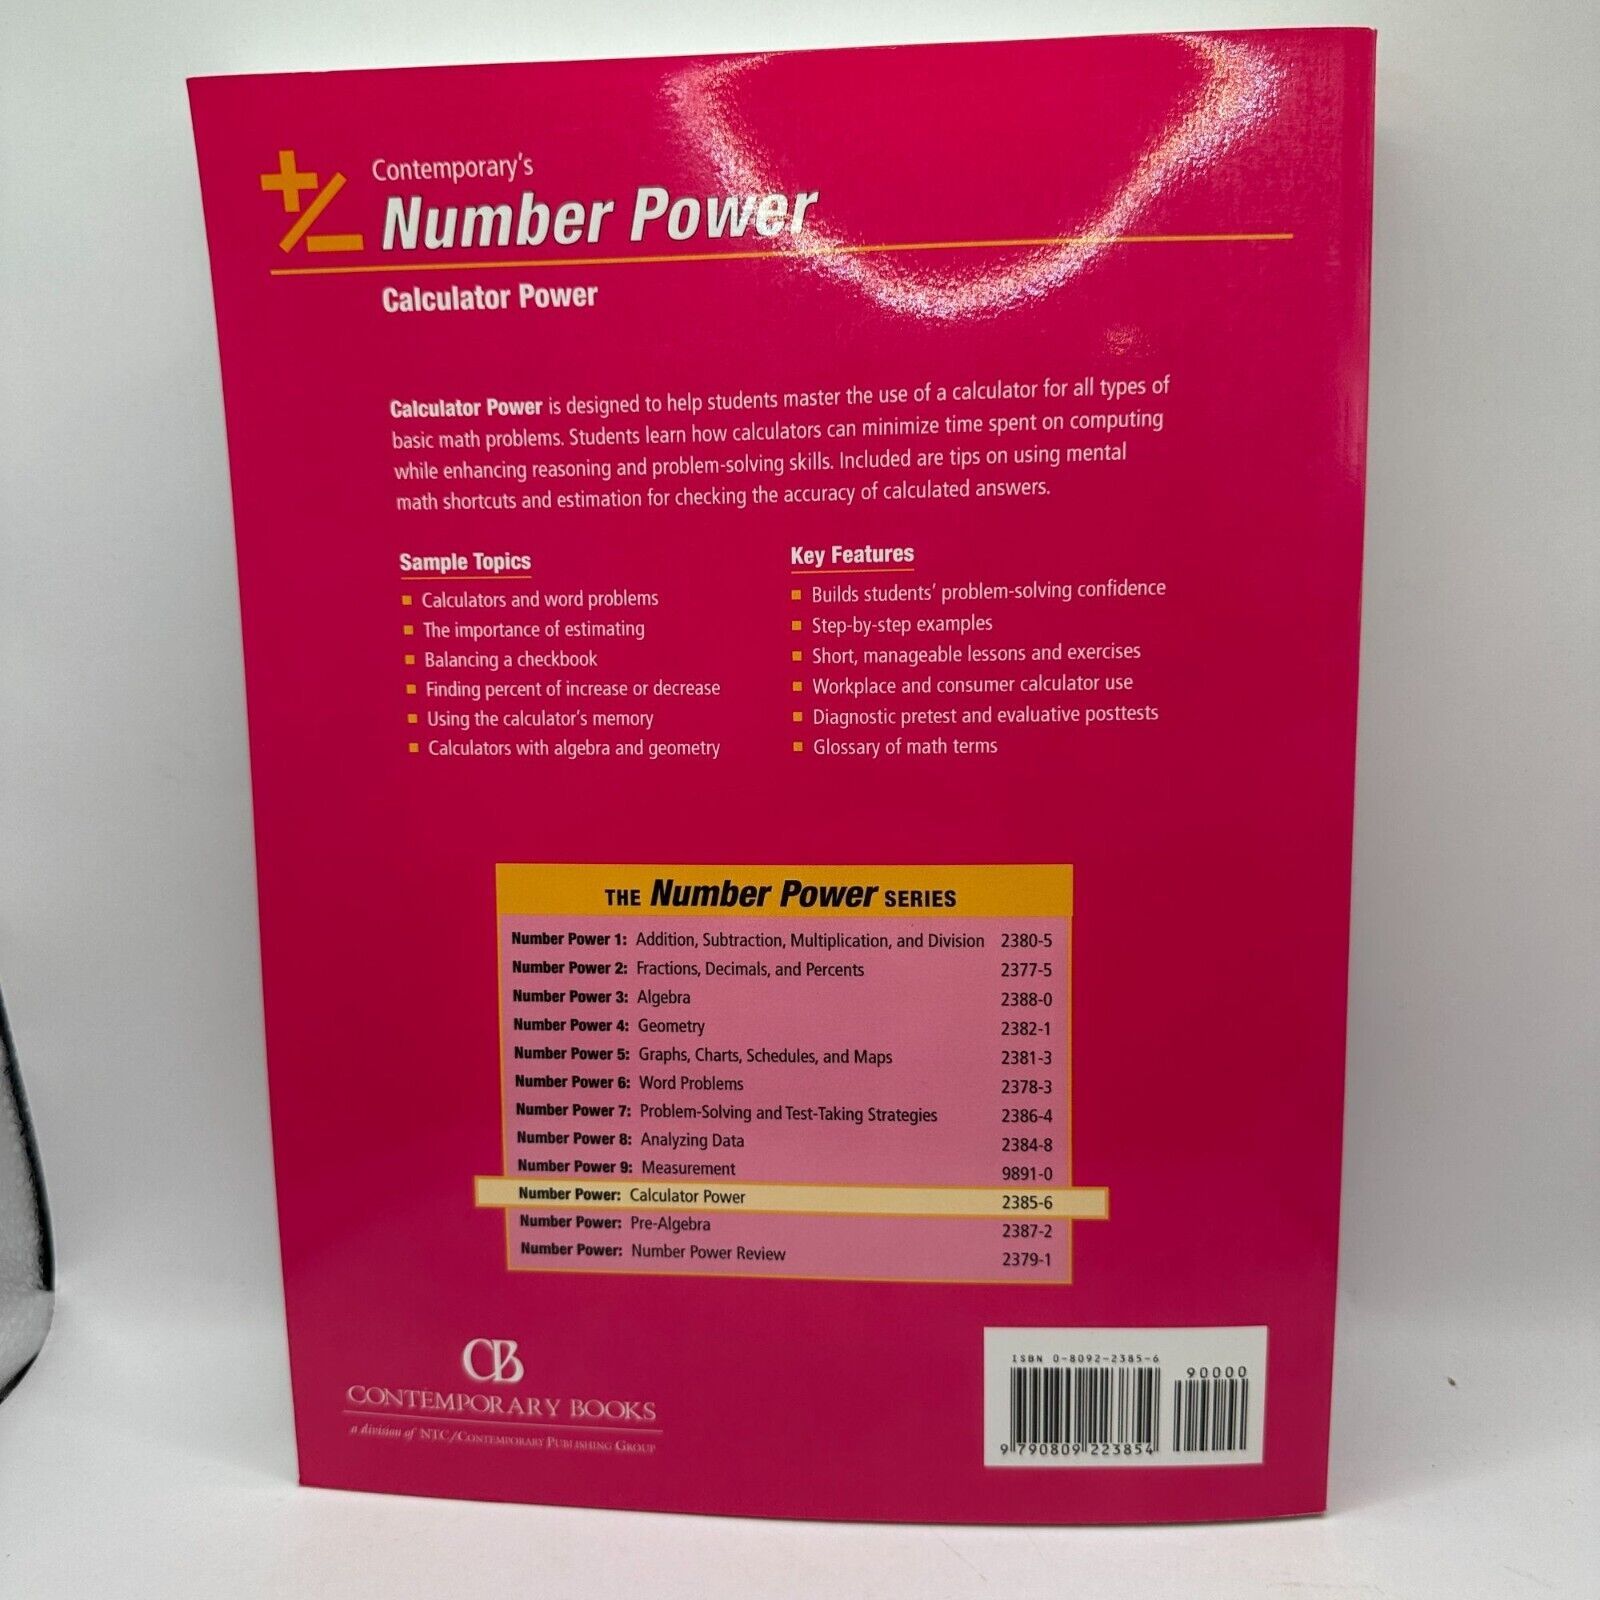 Contemporary's
Number Power
Calculator Power
Calculator Power is designed to help students master the use of a calculator for all types of
basic math problems. Students learn how calculators can minimize time spent on computing
while enhancing reasoning and problem-solving skills. Included are tips on using mental
math shortcuts and estimation for checking the accuracy of calculated answers.
Sample Topics
Calculators and word problems
The importance of estimating
Balancing a checkbook
Finding percent of increase or decrease
Using the calculator's memory
Calculators with algebra and geometry
Key Features
Builds students' problem-solving confidence
Step-by-step examples
Short, manageable lessons and exercises
Workplace and consumer calculator use
Diagnostic pretest and evaluative posttests
Glossary of math terms
THE Number Power SERIES
Number Power 1: Addition, Subtraction, Multiplication, and Division 2380-5
Number Power 2: Fractions, Decimals, and Percents 2377-5
Number Power 3: Algebra 2388-0
Number Power 4: Geometry 2382-1
Number Power 5: Graphs, Charts, Schedules, and Maps 2381-3
Number Power 6: Word Problems 2378-3
Number Power 7: Problem-Solving and Test-Taking Strategies 2386-4
Number Power 8: Analyzing Data 2384-8
Number Power 9: Measurement 9891-0
Number Power: Calculator Power 2385-6
Number Power: Pre-Algebra 2387-2
Number Power: Number Power Review 2379-1
CB
CONTEMPORARY BOOKS
a division of NTC/CONTEMPORARY PUBLISHING GROUP
ISBN 0-8092-2385-6
90000
9 790809 223854